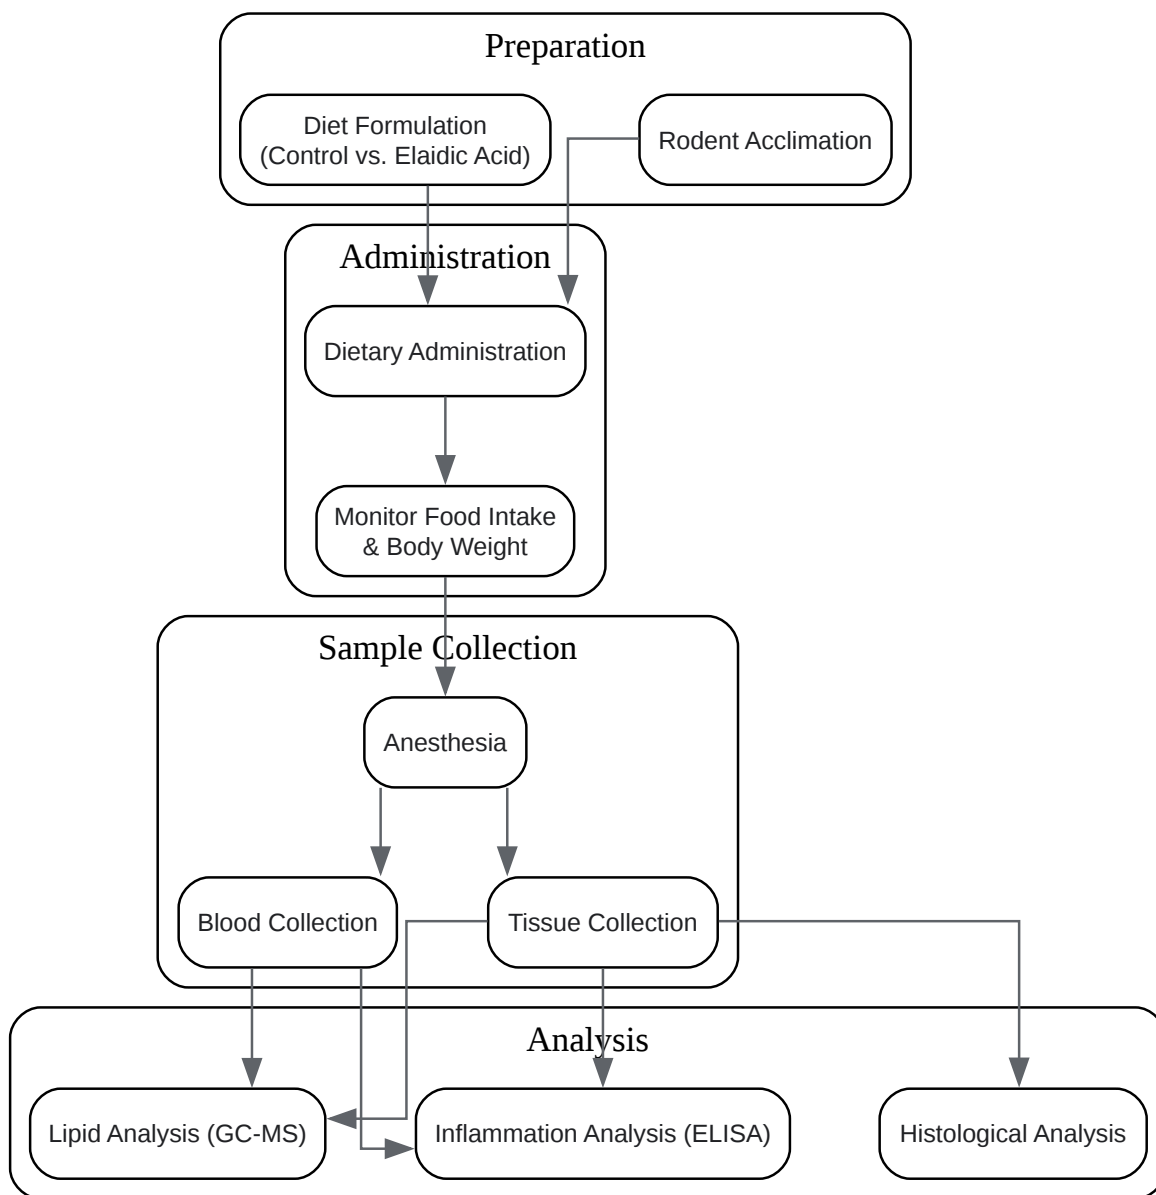 Preparation
Diet Formulation
(Control vs. Elaidic Acid)
Rodent Acclimation
Administration
Dietary Administration
Monitor Food Intake
& Body Weight
Sample Collection
Anesthesia
Blood Collection
Tissue Collection
Analysis
Lipid Analysis (GC-MS)
Inflammation Analysis (ELISA)
Histological Analysis